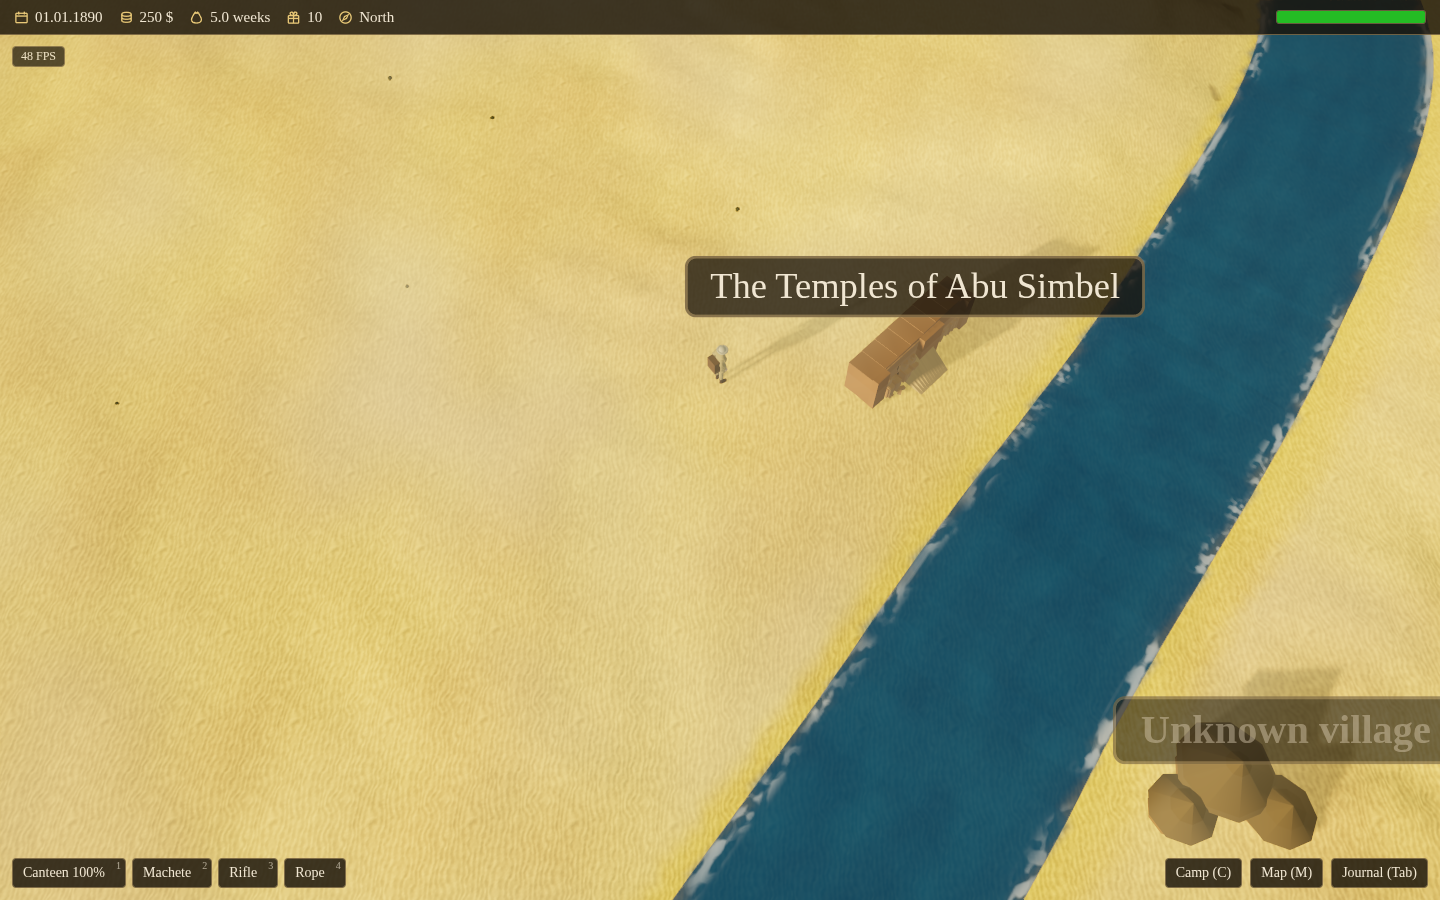 01.01.1890 250 $ 5.0 weeks 10 North
48 FPS
The Temples of Abu Simbel
Unknown village
Canteen 100% 1 Machete 2 Rifle 3 Rope 4
Camp (C) Map (M) Journal (Tab)